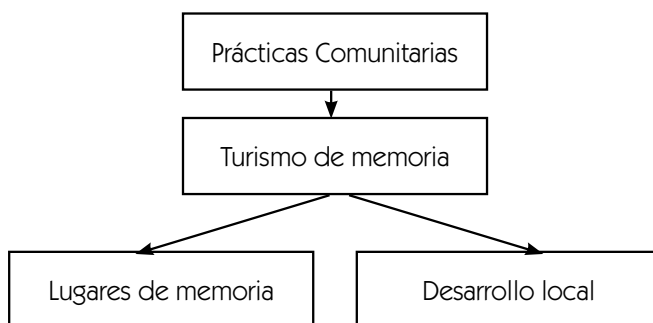 Prácticas Comunitarias
Turismo de memoria
Lugares de memoria
Desarrollo local